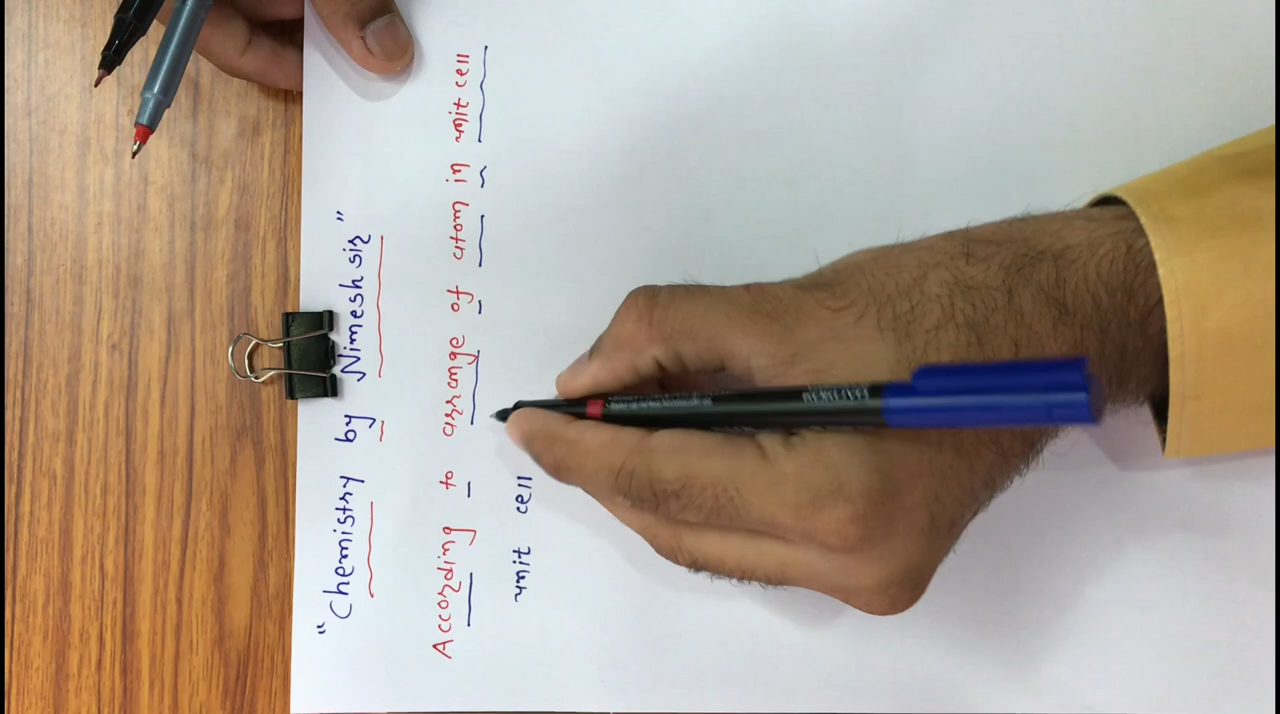 "Chemistry by Nimesh sir"
According to arrange of atom in unit cell
unit cell